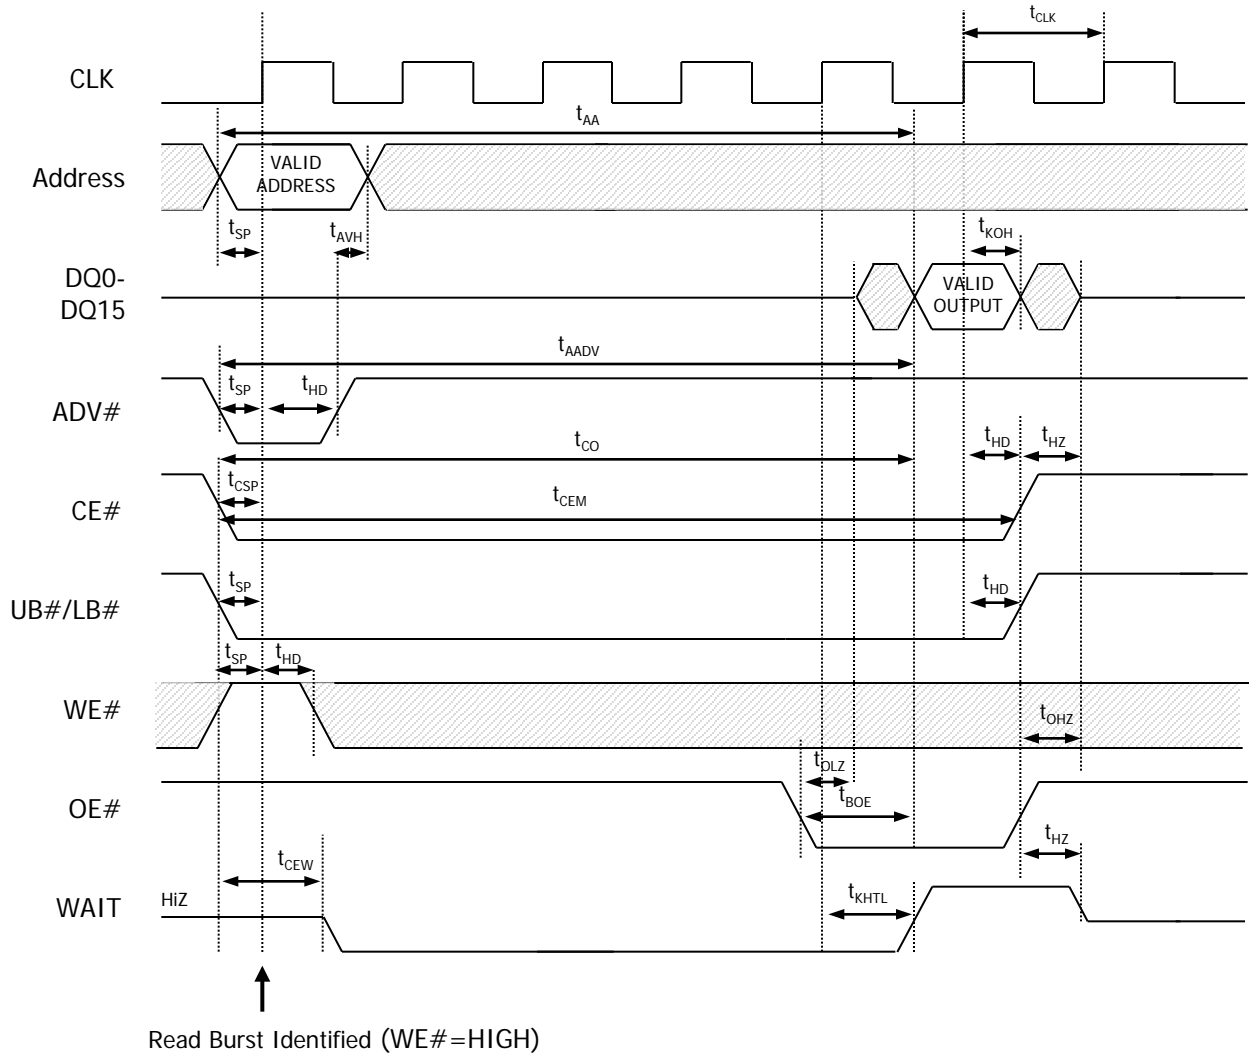 tCLK
CLK
tAA
Address
VALID
ADDRESS
tSP
tAVH
tKOH
DQ0-
DQ15
VALID
OUTPUT
tAADV
ADV#
tSP
tHD
tCO
tHD
tHZ
CE#
tCSP
tCEM
UB#/LB#
tSP
tHD
tSP
tHD
WE#
tOHZ
tOLZ
OE#
tBOE
tHZ
tCEW
WAIT
HiZ
tKHTL
Read Burst Identified (WE#=HIGH)